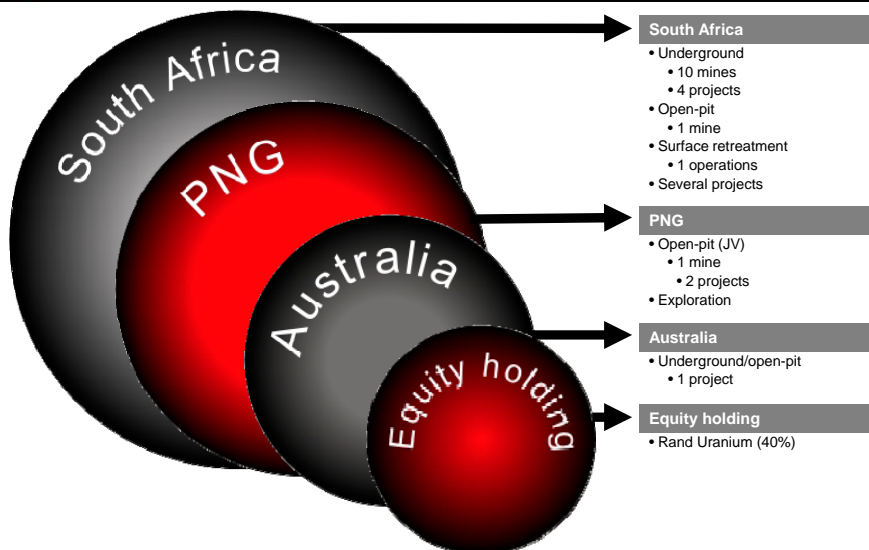 South Africa
PNG
Australia
Equity holding
South Africa
• Underground
• 10 mines
• 4 projects
• Open-pit
• 1 mine
• Surface retreatment
• 1 operations
• Several projects
PNG
• Open-pit (JV)
• 1 mine
• 2 projects
• Exploration
Australia
• Underground/open-pit
• 1 project
Equity holding
• Rand Uranium (40%)